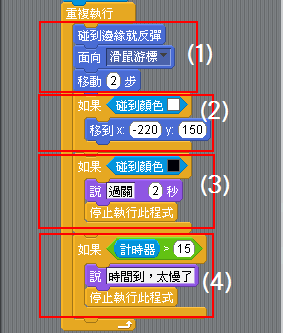 重複執行
碰到邊緣就反彈
面向 滑鼠游標
移動 2 步
(1)
如果 碰到顏色
移到 x: -220 y: 150
(2)
如果 碰到顏色
說 過關 2 秒
停止執行此程式
(3)
如果 計時器 > 15
說 時間到，太慢了
停止執行此程式
(4)